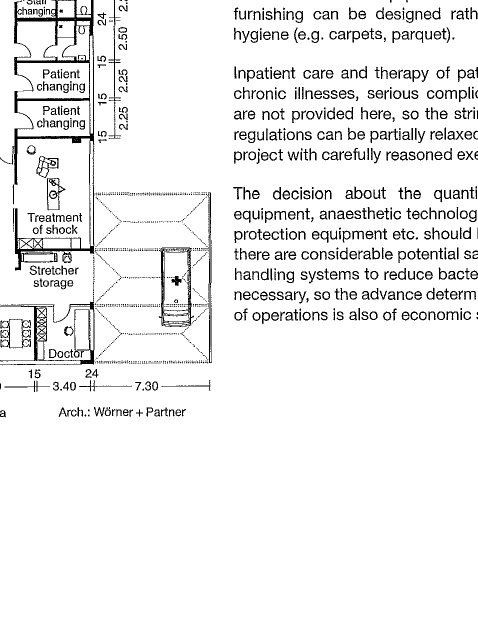 Staff
changing
24
2.50
15
Patient
changing
2.25
15
Patient
changing
2.25
15
Treatment
of shock
Stretcher
storage
Doctor
15
24
3.40
7.30
a
Arch.: Wörner + Partner
furnishing can be designed rath
hygiene (e.g. carpets, parquet).
Inpatient care and therapy of pat
chronic illnesses, serious complic
are not provided here, so the strin
regulations can be partially relaxed
project with carefully reasoned exe
The decision about the quanti
equipment, anaesthetic technolog
protection equipment etc. should
there are considerable potential sa
handling systems to reduce bacte
necessary, so the advance determ
of operations is also of economic